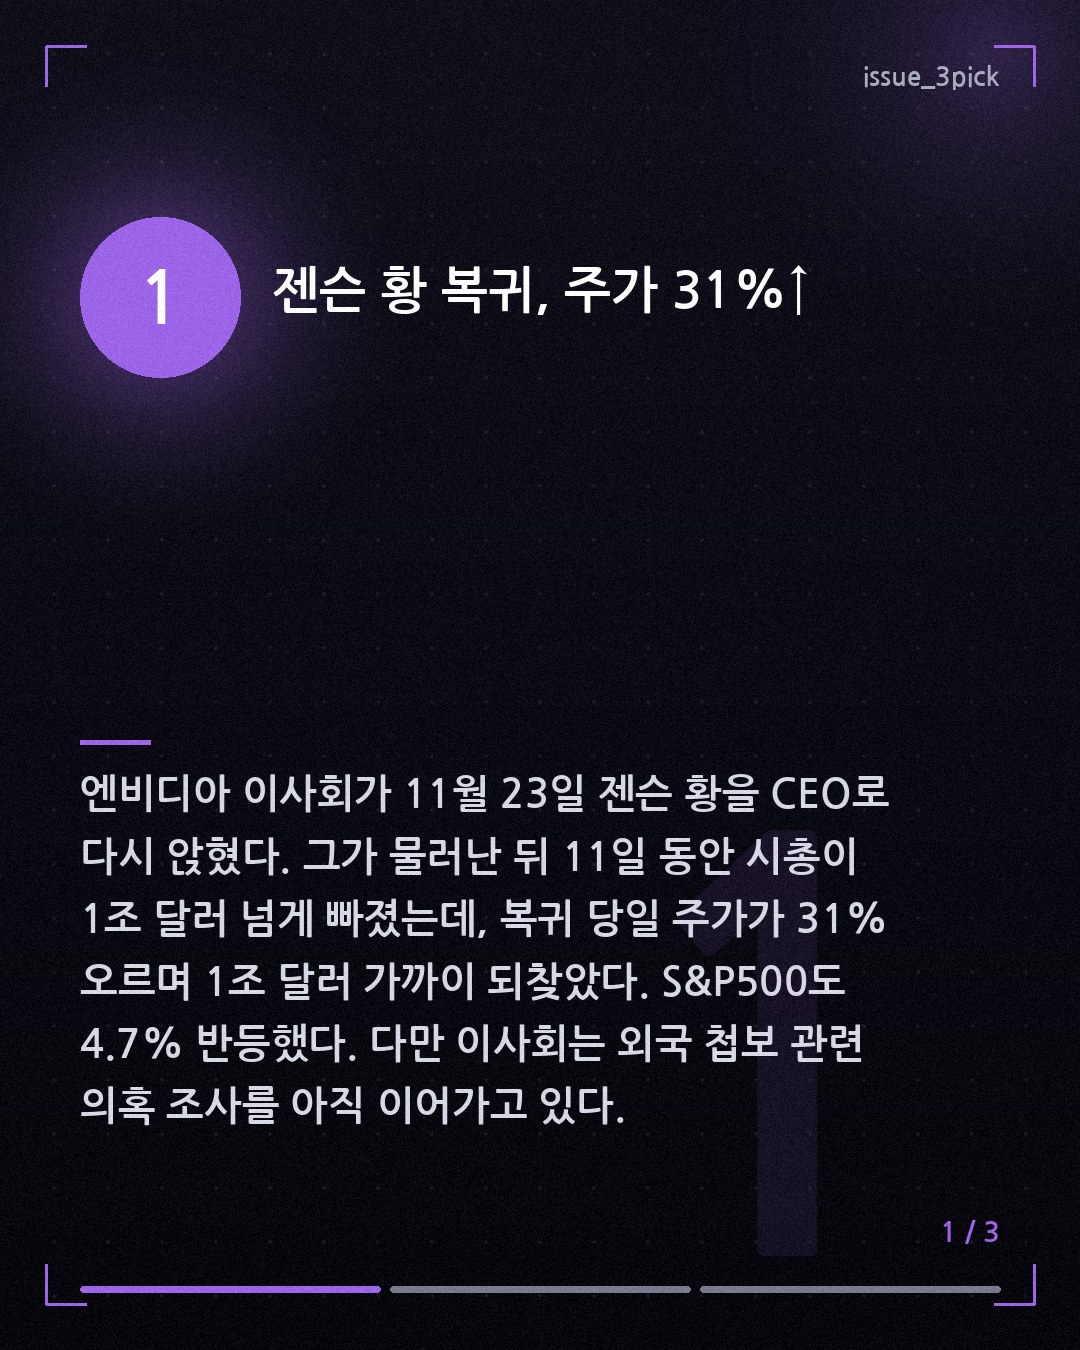 issue_3pick
1
젠슨 황 복귀, 주가 31%↑
엔비디아 이사회가 11월 23일 젠슨 황을 CEO로
다시 앉혔다. 그가 물러난 뒤 11일 동안 시총이
1조 달러 넘게 빠졌는데, 복귀 당일 주가가 31%
오르며 1조 달러 가까이 되찾았다. S&P500도
4.7% 반등했다. 다만 이사회는 외국 첩보 관련
의혹 조사를 아직 이어가고 있다.
1
1 / 3